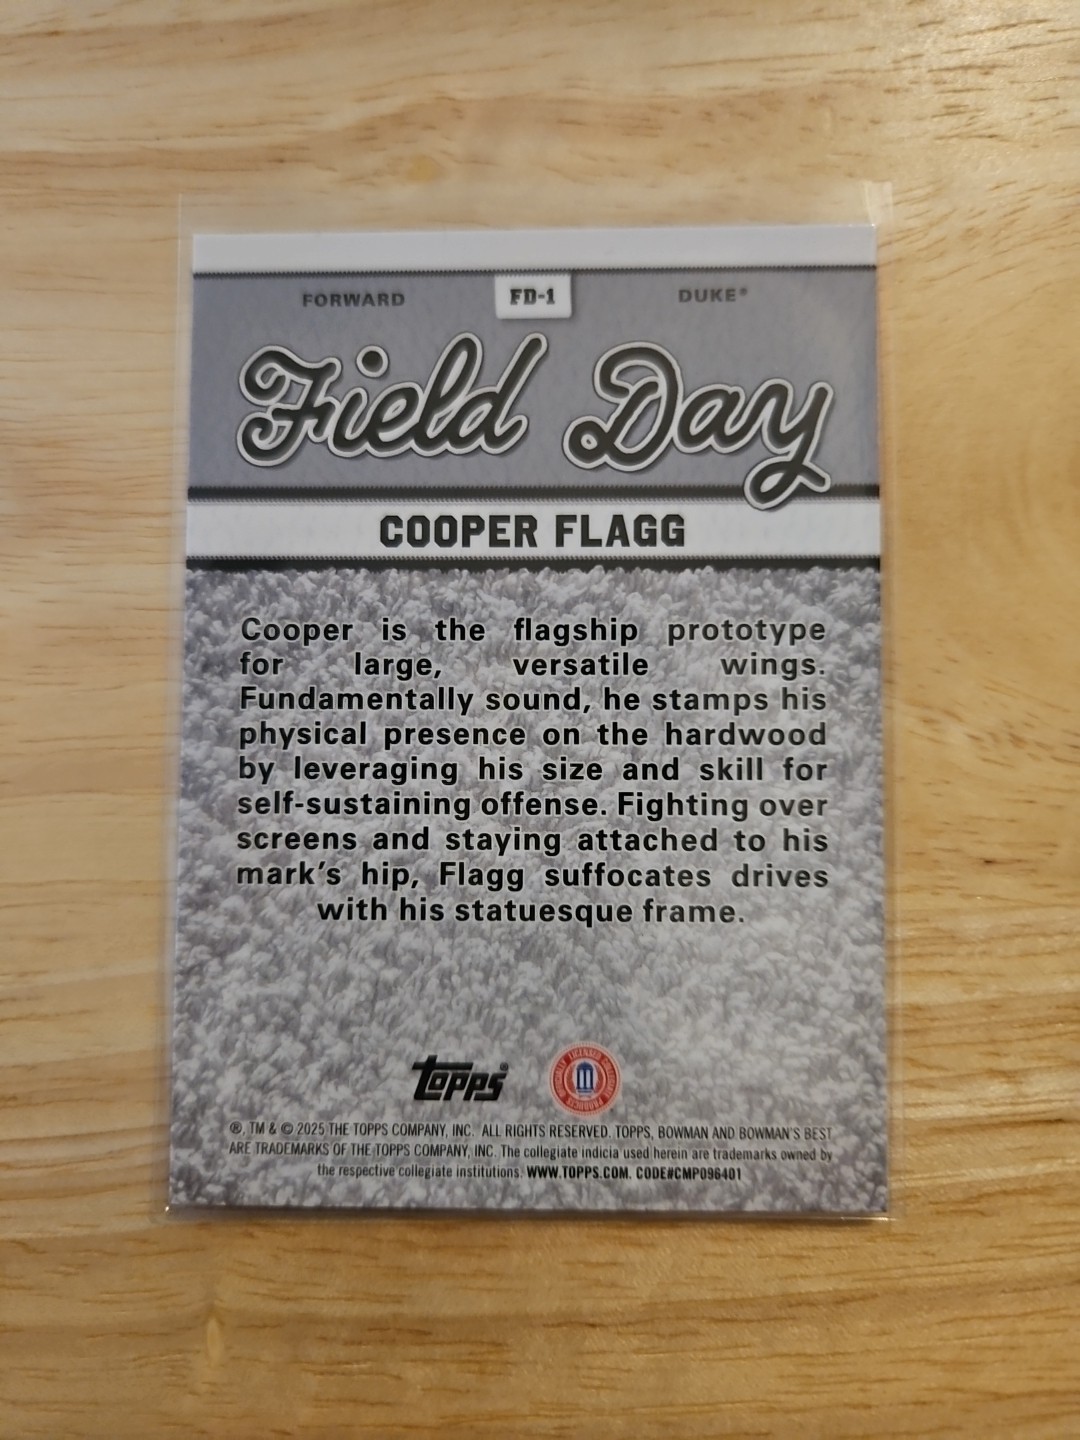 FORWARD FD-1 DUKE®
Field Day
COOPER FLAGG
Cooper is the flagship prototype
for large, versatile wings.
Fundamentally sound, he stamps his
physical presence on the hardwood
by leveraging his size and skill for
self-sustaining offense. Fighting over
screens and staying attached to his
mark's hip, Flagg suffocates drives
with his statuesque frame.
topps®
OFFICIALLY LICENSED COLLEGIATE PRODUCTS
®, TM & © 2025 THE TOPPS COMPANY, INC. ALL RIGHTS RESERVED. TOPPS, BOWMAN AND BOWMAN'S BEST
ARE TRADEMARKS OF THE TOPPS COMPANY, INC. The collegiate indicia used herein are trademarks owned by
the respective collegiate institutions. WWW.TOPPS.COM. CODE#CMP096401